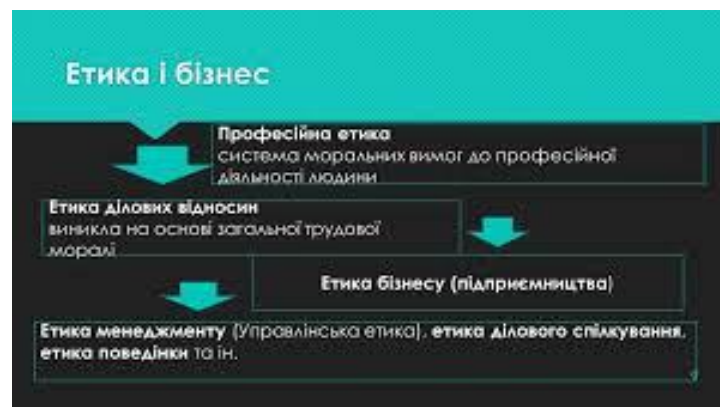 Етика і бізнес
Професійна етика
система моральних вимог до професійної
діяльності людини
Етика ділових відносин
виникла на основі загальної трудової
моралі
Етика бізнесу (підприємництва)
Етика менеджменту (Управлінська етика), етика ділового спілкування,
етика поведінки та ін.